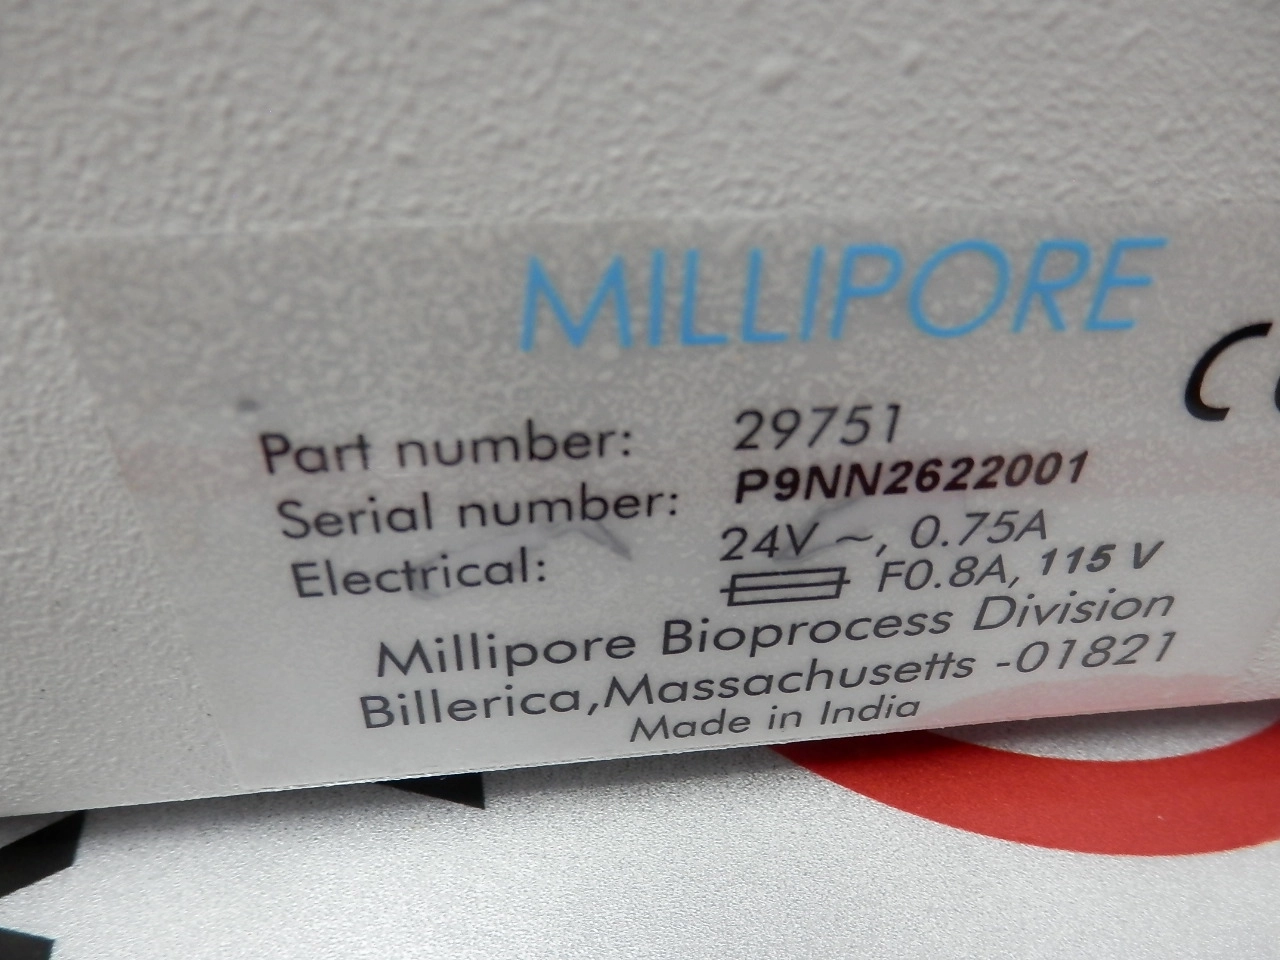 MILLIPORE
Part number: 29751
Serial number: P9NN2622001
Electrical: 24V ~, 0.75A
F0.8A, 115 V
Millipore Bioprocess Division
Billerica,Massachusetts -01821
Made in India